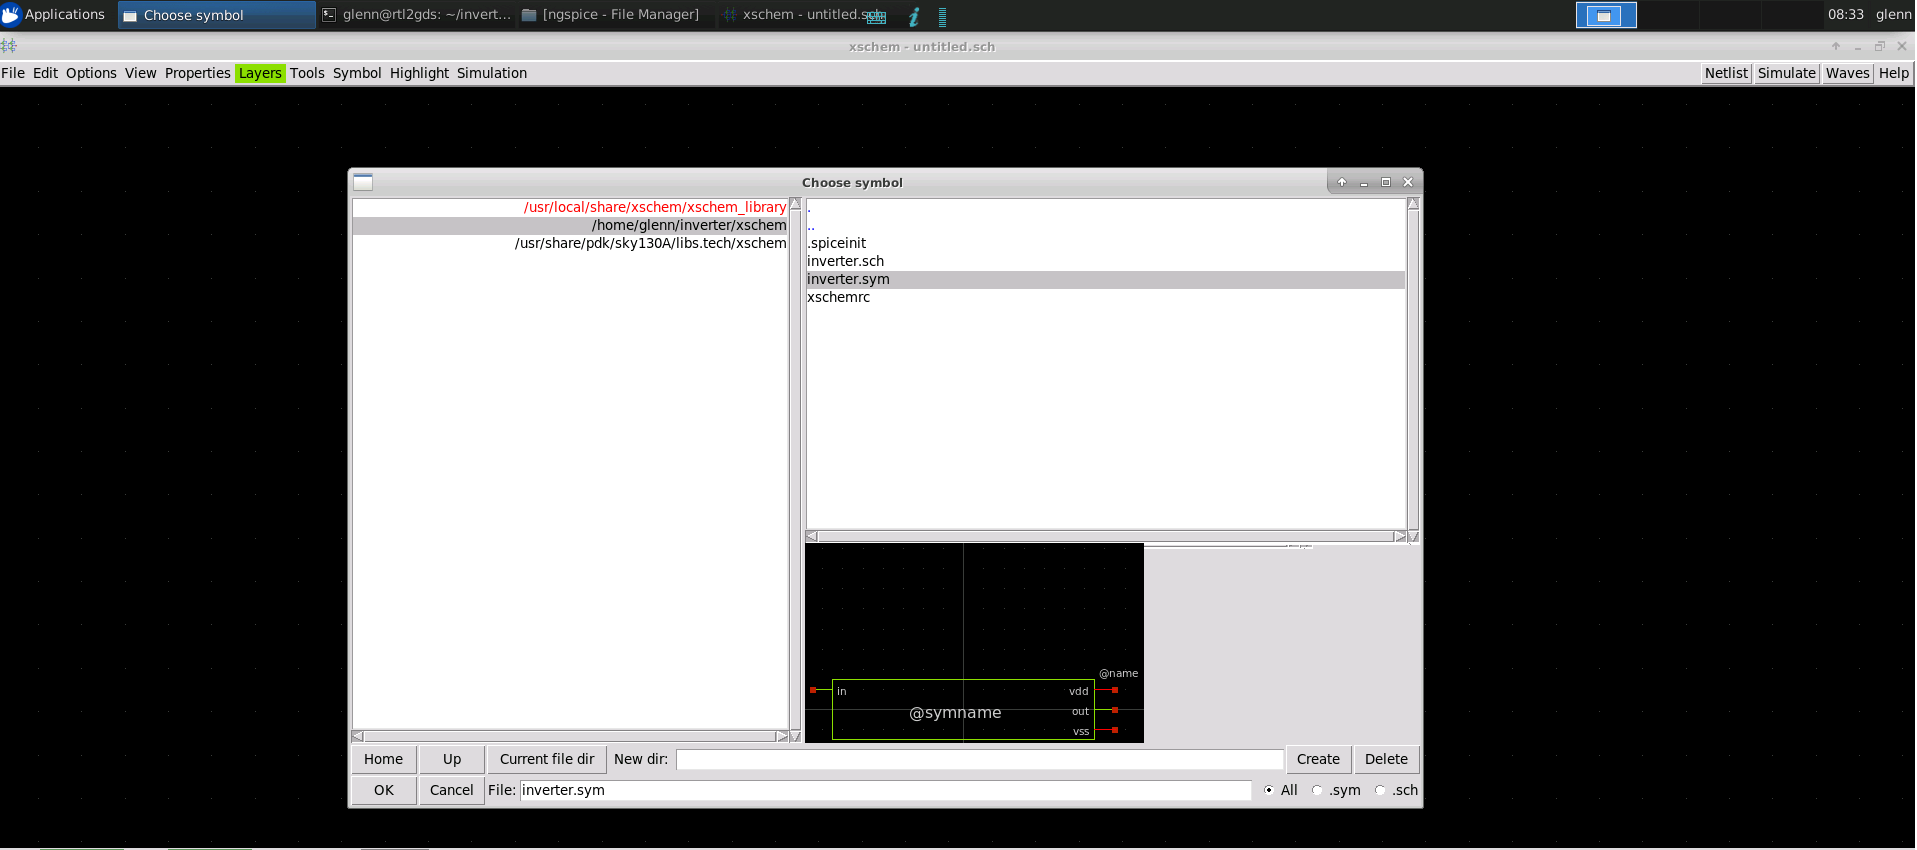 Applications Choose symbol glenn@rtl2gds: ~/invert... [ngspice - File Manager] xschem - untitled.sc 08:33 glenn
xschem - untitled.sch
File Edit Options View Properties Layers Tools Symbol Highlight Simulation Netlist Simulate Waves Help
Choose symbol
/usr/local/share/xschem/xschem_library
/home/glenn/inverter/xschem
/usr/share/pdk/sky130A/libs.tech/xschem
.
..
.spiceinit
inverter.sch
inverter.sym
xschemrc
@name
in vdd
@symname out
vss
Home Up Current file dir New dir: Create Delete
OK Cancel File: inverter.sym All .sym .sch